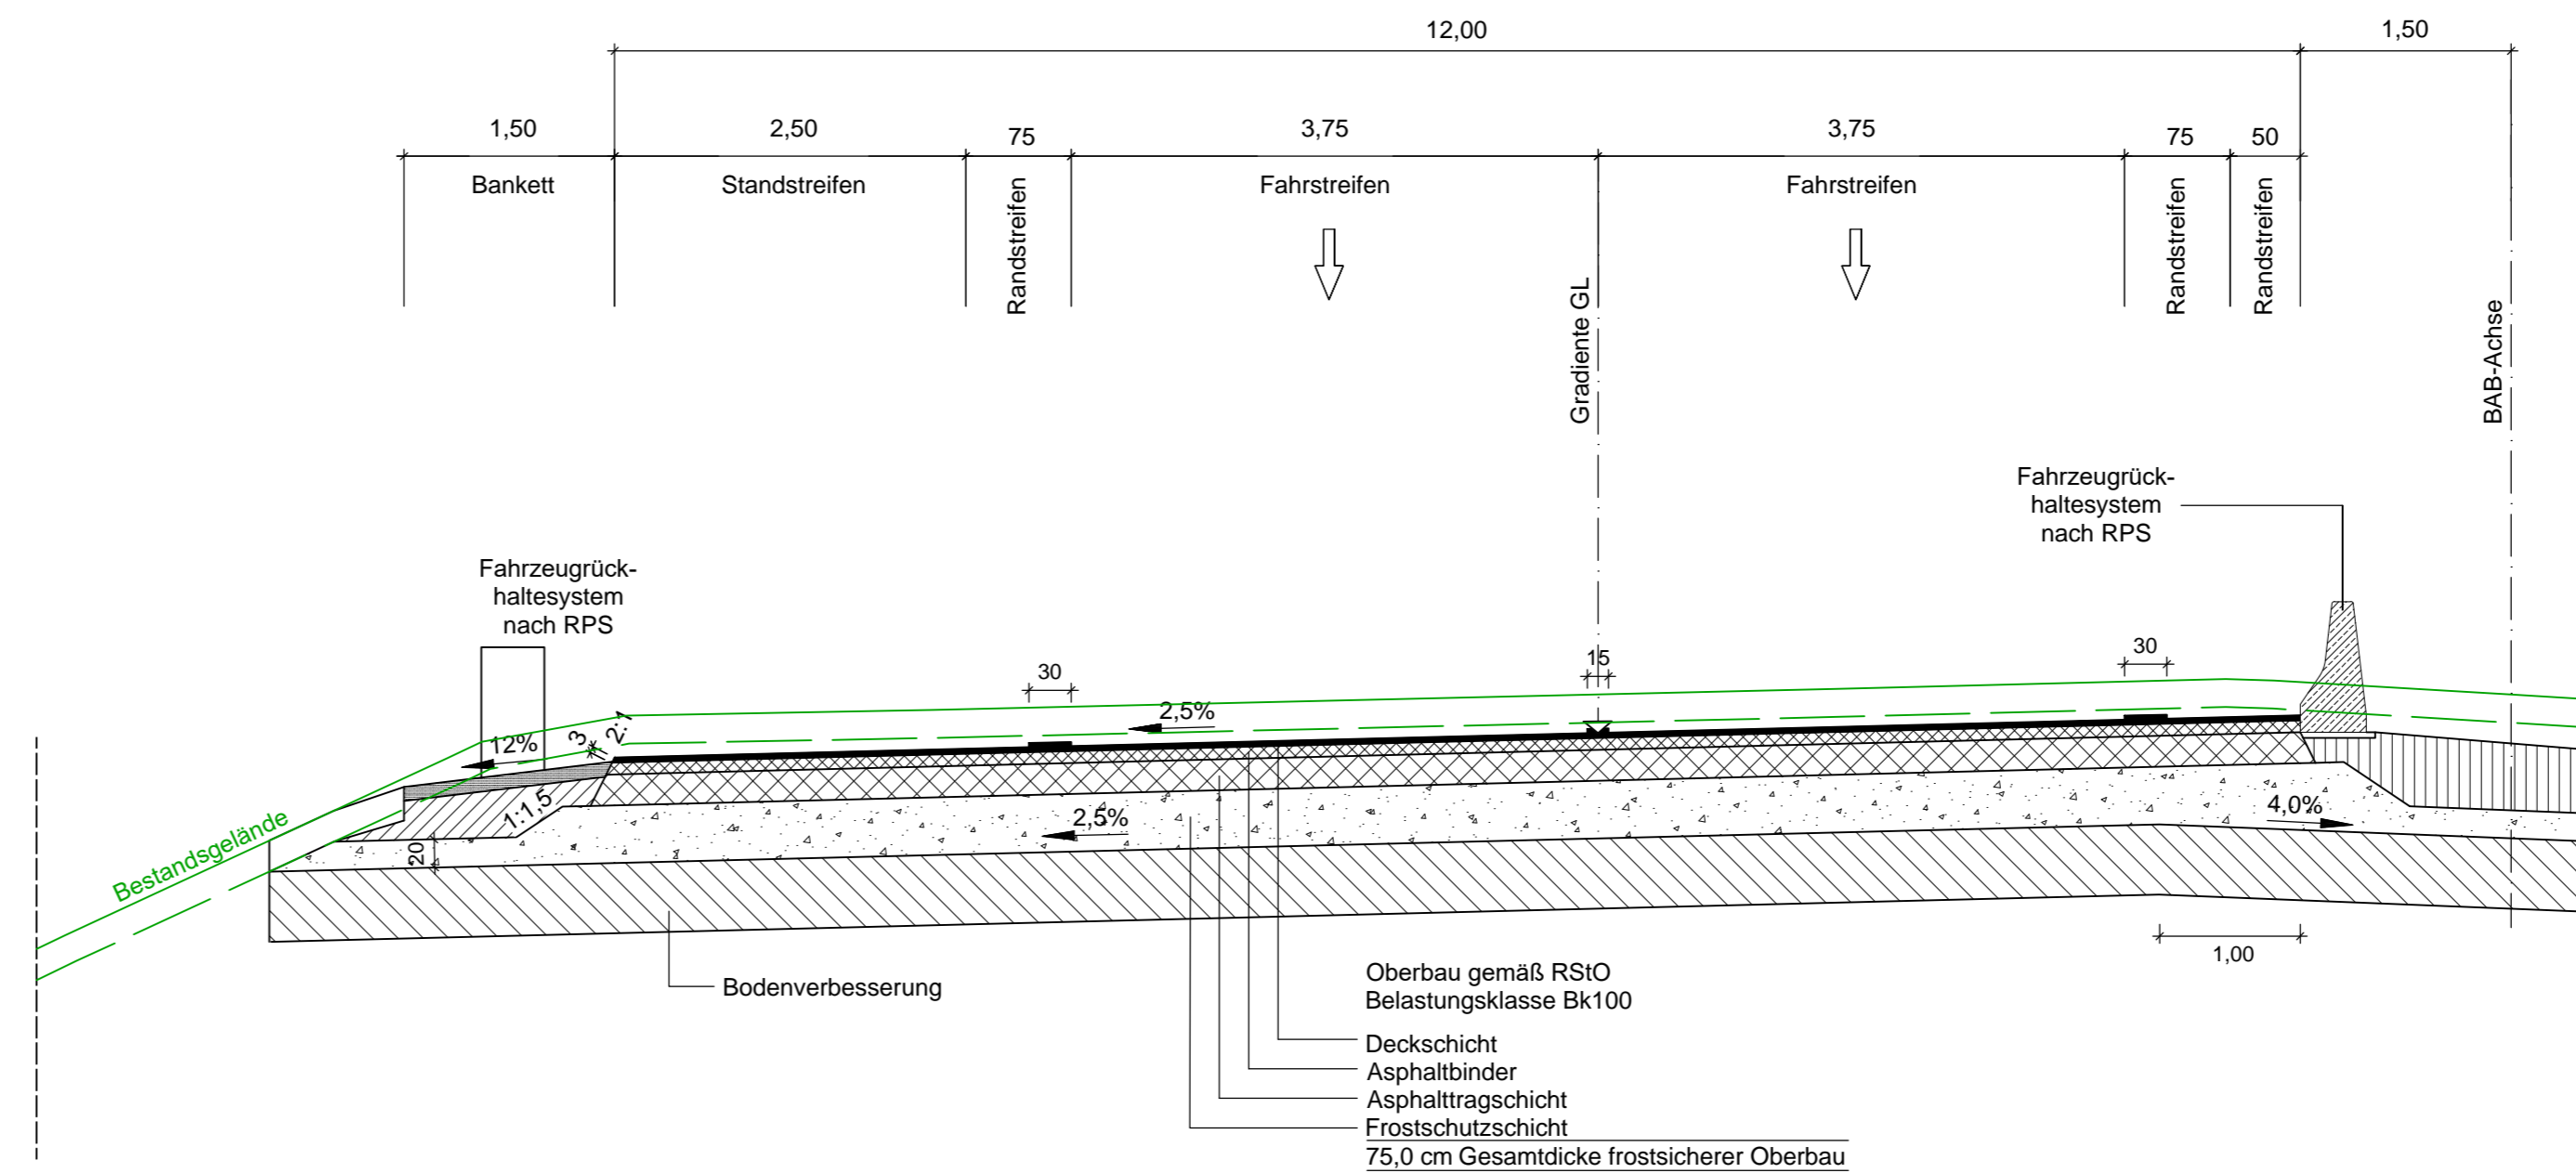 12,00
1,50
1,50
2,50
75
3,75
3,75
75
50
Bankett
Standstreifen
Randstreifen
Fahrstreifen
Fahrstreifen
Randstreifen
Randstreifen
Gradiente GL
BAB-Achse
Fahrzeugrück-
haltesystem
nach RPS
Fahrzeugrück-
haltesystem
nach RPS
30
15
30
2,5%
12%
3
2:1
1:1,5
2,5%
4,0%
20
Bestandsgelände
1,00
Bodenverbesserung
Oberbau gemäß RStO
Belastungsklasse Bk100
Deckschicht
Asphaltbinder
Asphalttragschicht
Frostschutzschicht
75,0 cm Gesamtdicke frostsicherer Oberbau